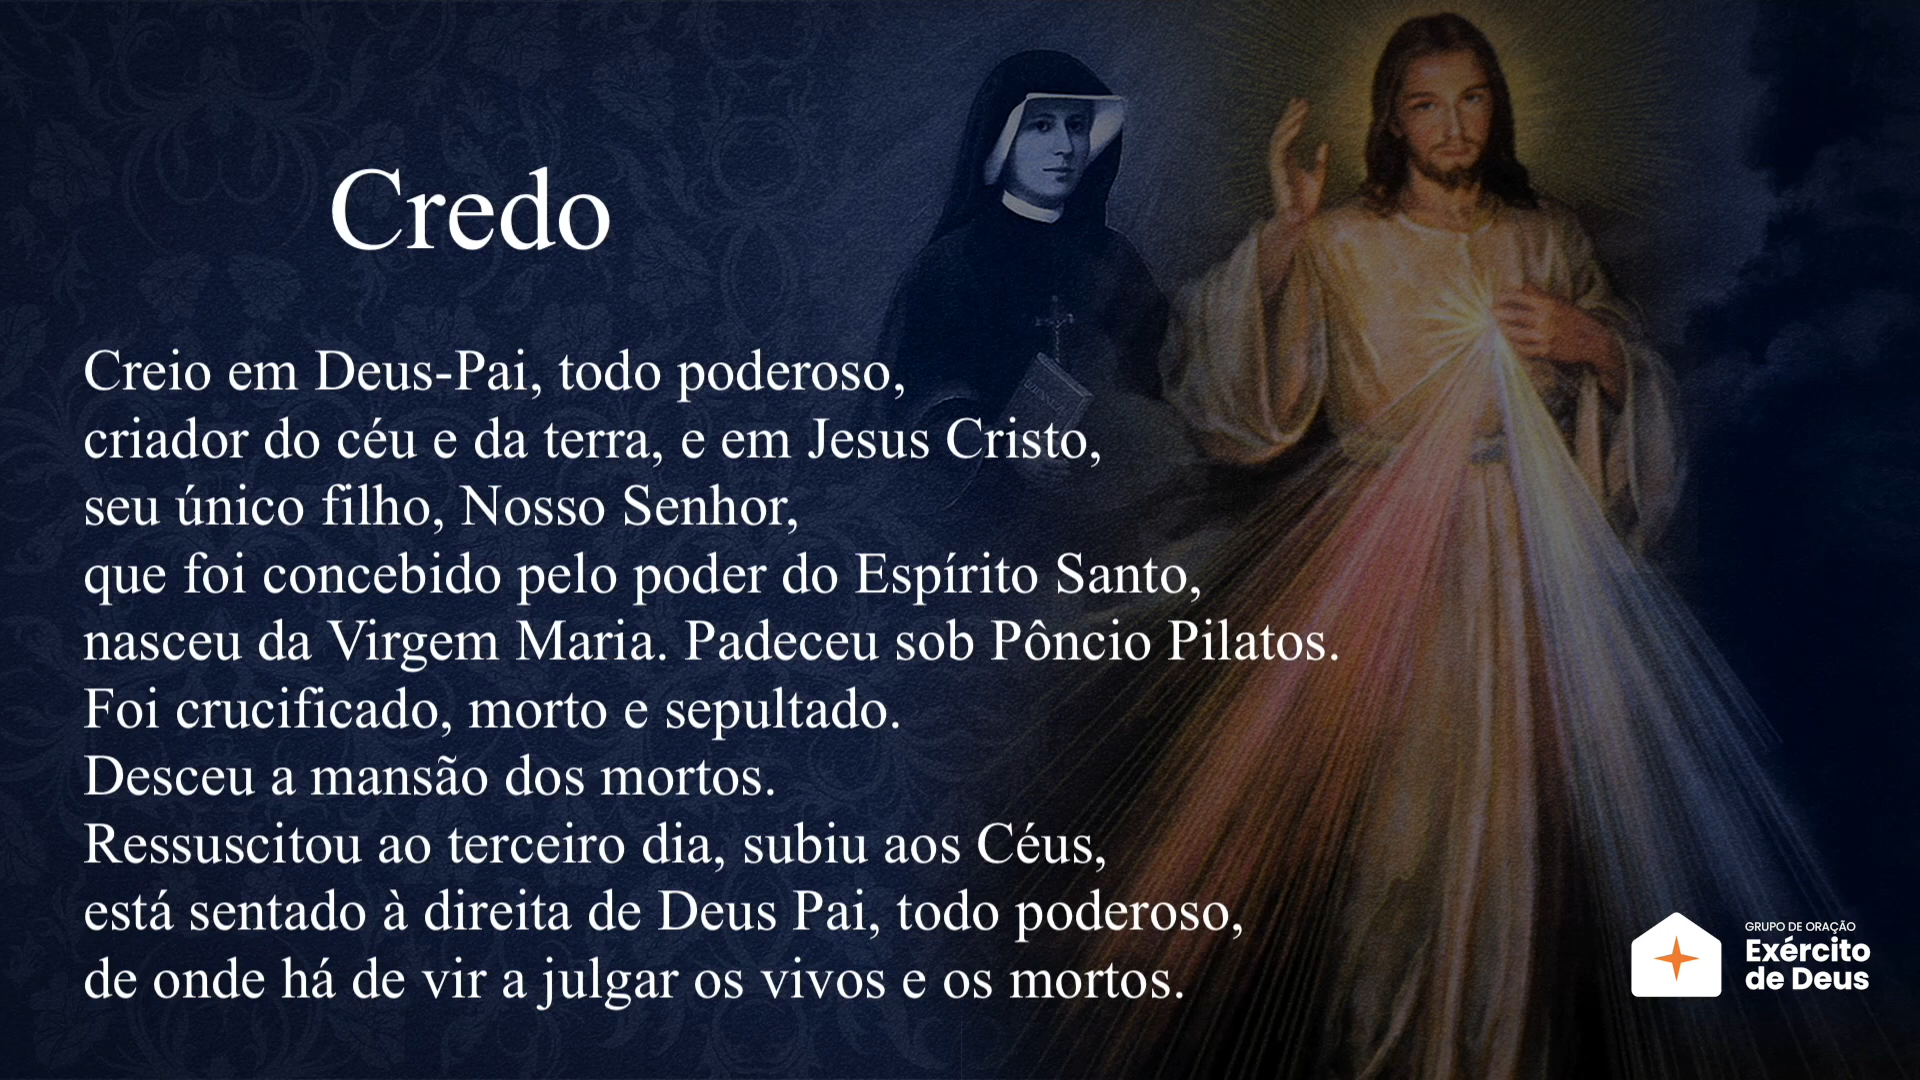 Credo
Creio em Deus-Pai, todo poderoso,
criador do céu e da terra, e em Jesus Cristo,
seu único filho, Nosso Senhor,
que foi concebido pelo poder do Espírito Santo,
nasceu da Virgem Maria. Padeceu sob Pôncio Pilatos.
Foi crucificado, morto e sepultado.
Desceu a mansão dos mortos.
Ressuscitou ao terceiro dia, subiu aos Céus,
está sentado à direita de Deus Pai, todo poderoso,
de onde há de vir a julgar os vivos e os mortos.
GRUPO DE ORAÇÃO
Exército
de Deus